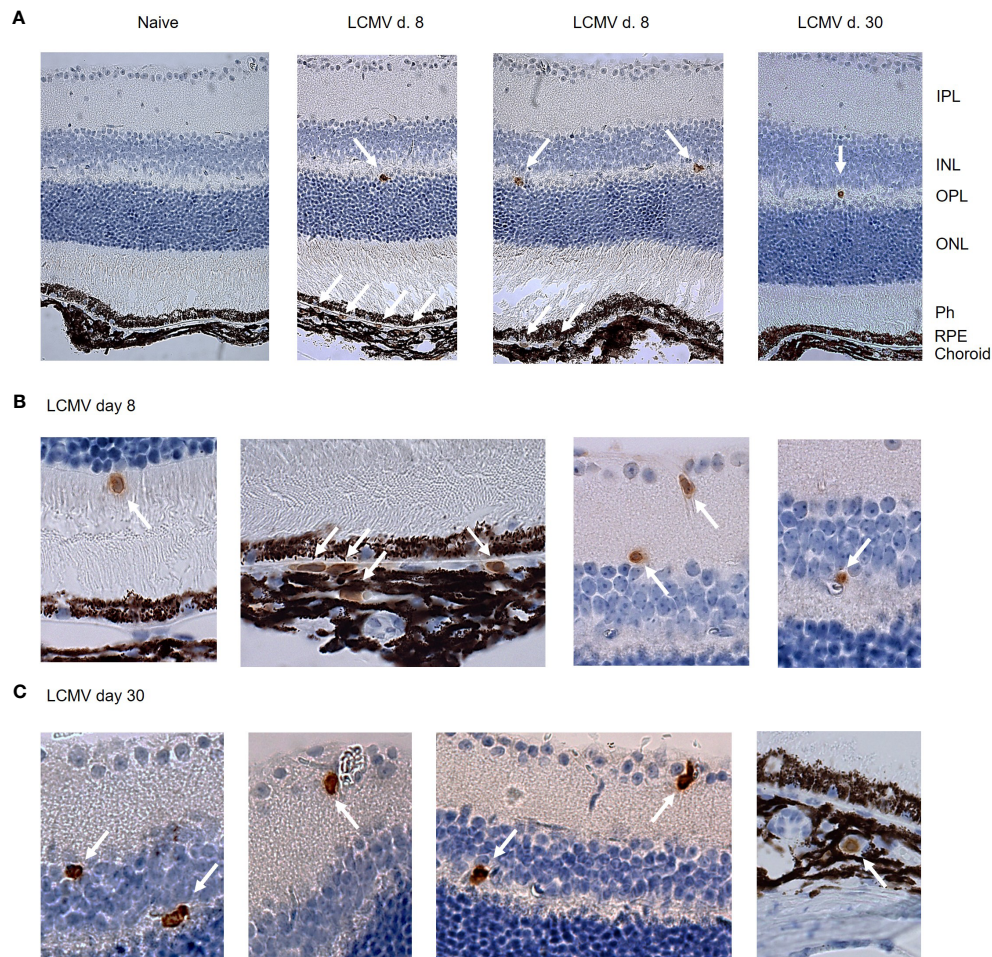 A
Naive LCMV d. 8 LCMV d. 8 LCMV d. 30
IPL
INL
OPL
ONL
Ph
RPE
Choroid
B LCMV day 8
C LCMV day 30